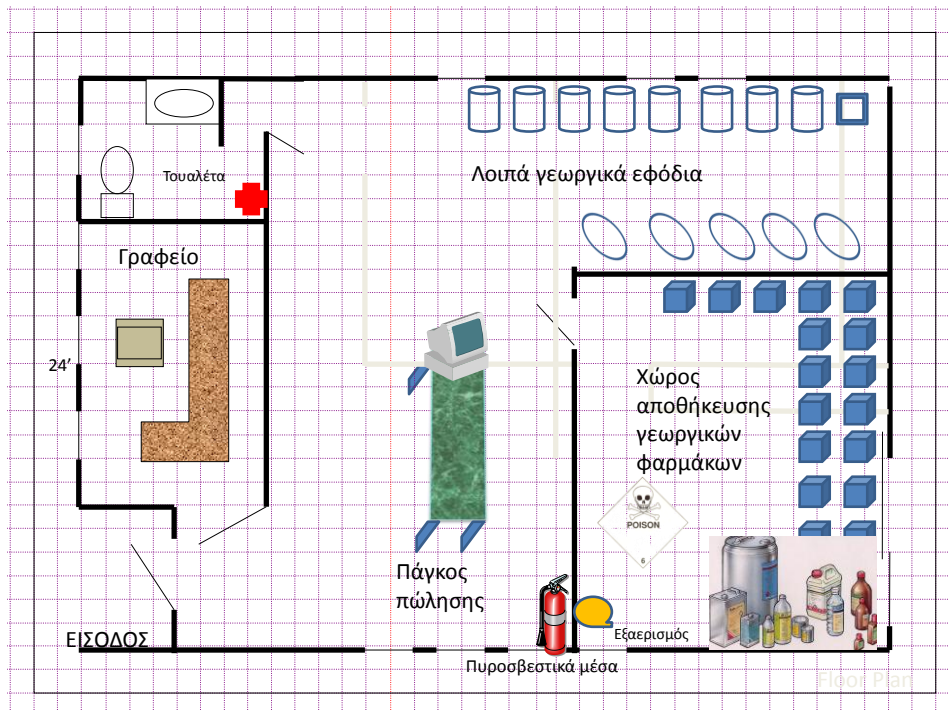 Τουαλέτα
Λοιπά γεωργικά εφόδια
Γραφείο
24'
Χώρος
αποθήκευσης
γεωργικών
φαρμάκων
POISON
6
Πάγκος
πώλησης
ΕΙΣΟΔΟΣ
Εξαερισμός
Πυροσβεστικά μέσα
Floor Plan